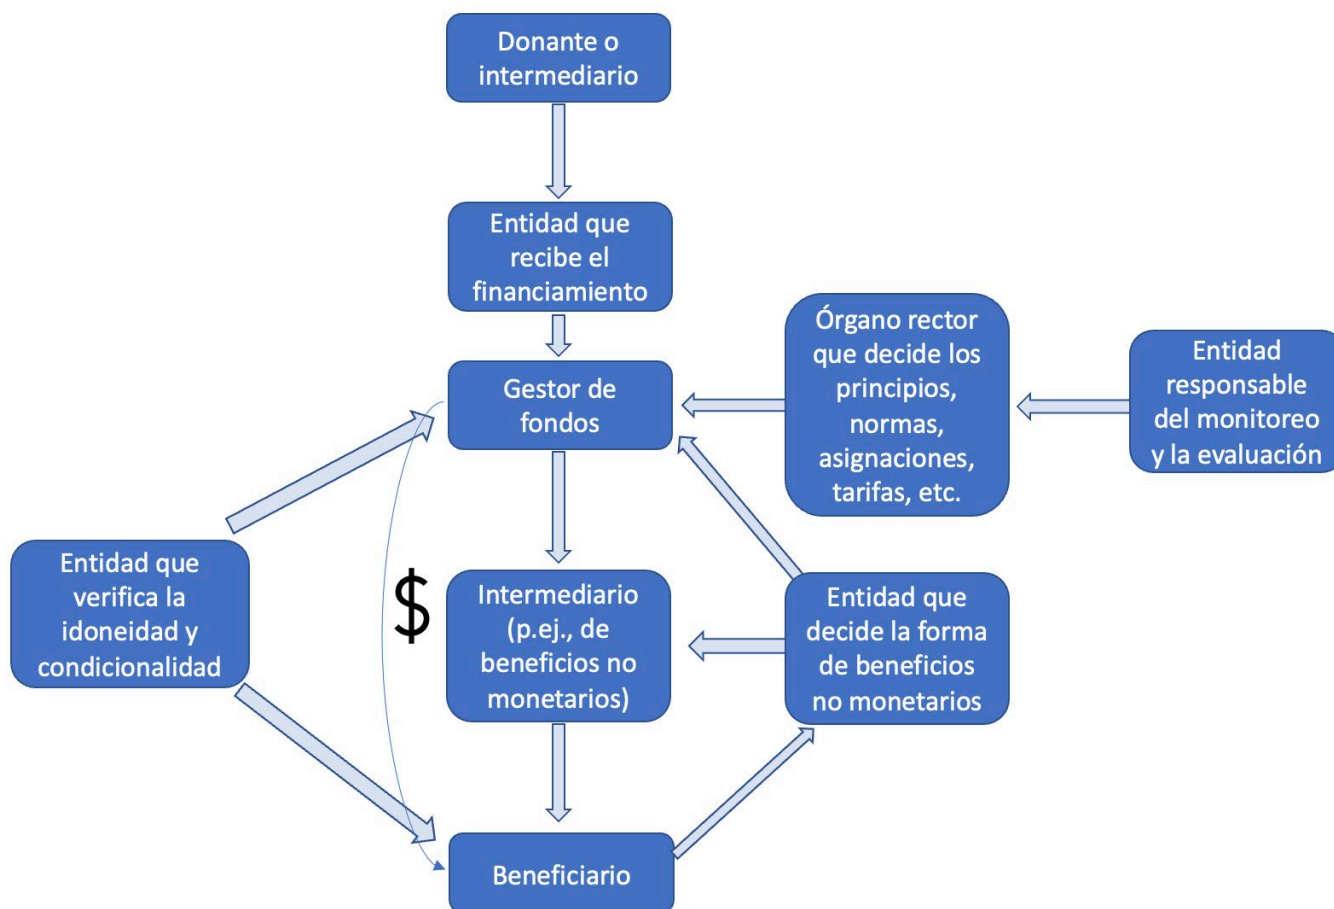 Donante o
intermediario
Entidad que
recibe el
financiamiento
Gestor de
fondos
Órgano rector
que decide los
principios,
normas,
asignaciones,
tarifas, etc.
Entidad
responsable
del monitoreo
y la evaluación
Entidad que
verifica la
idoneidad y
condicionalidad
$
Intermediario
(p.ej., de
beneficios no
monetarios)
Entidad que
decide la forma
de beneficios
no monetarios
Beneficiario